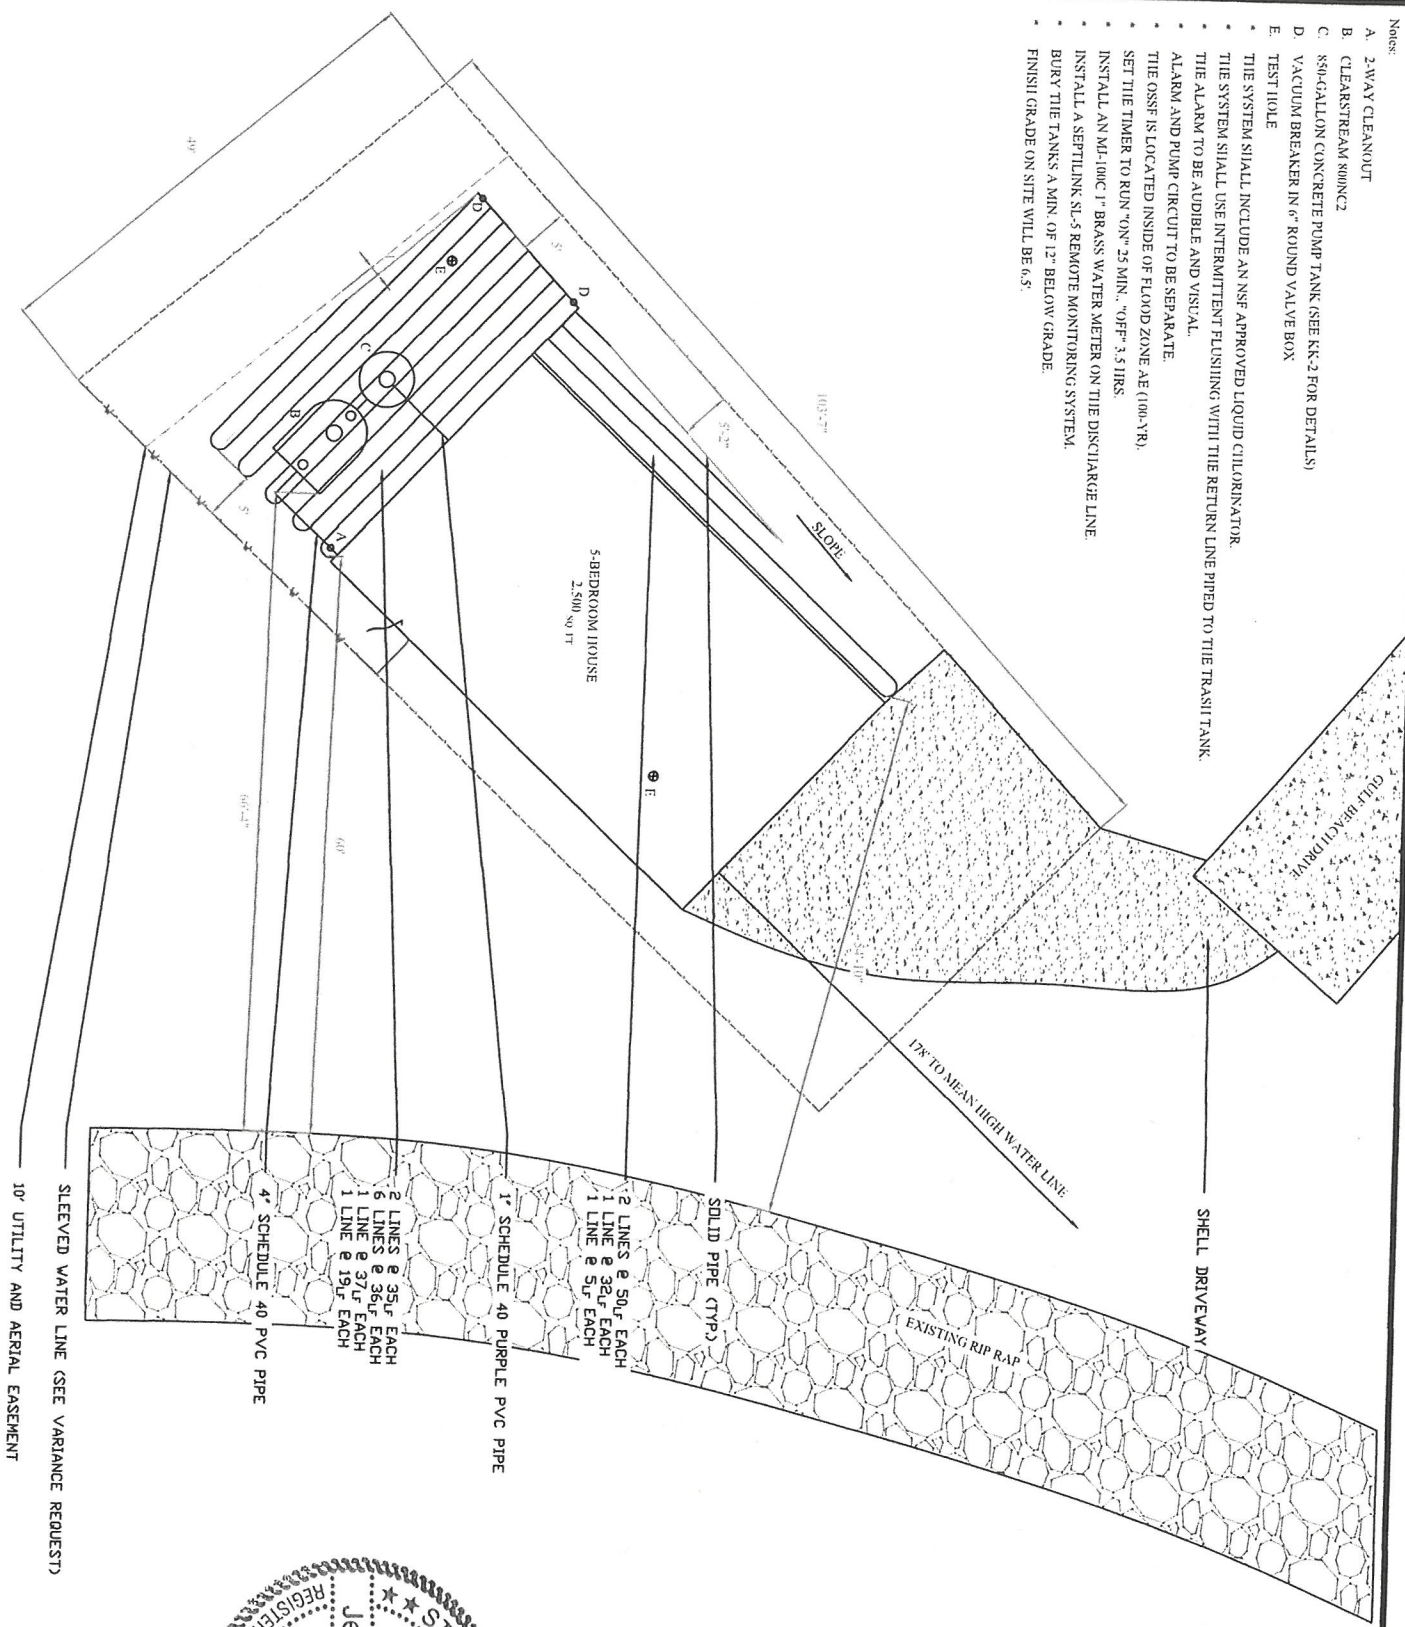 Notes:
A. 2-WAY CLEANOUT
B. CLEARSTREAM 800NC2
C. 850-GALLON CONCRETE PUMP TANK (SEE KK-2 FOR DETAILS)
D. VACUUM BREAKER IN 6" ROUND VALVE BOX
E. TEST HOLE
* THE SYSTEM SHALL INCLUDE AN NSF APPROVED LIQUID CHLORINATOR.
* THE SYSTEM SHALL USE INTERMITTENT FLUSHING WITH THE RETURN LINE PIPED TO THE TRASH TANK.
* THE ALARM TO BE AUDIBLE AND VISUAL.
* ALARM AND PUMP CIRCUIT TO BE SEPARATE.
* THE OSSF IS LOCATED INSIDE OF FLOOD ZONE AE (100-YR).
* SET THE TIMER TO RUN "ON" 25 MIN., "OFF" 3.5 HRS.
* INSTALL AN MJ-100C 1" BRASS WATER METER ON THE DISCHARGE LINE.
* INSTALL A SEPTILINK SL-5 REMOTE MONITORING SYSTEM.
* BURY THE TANKS A MIN. OF 12" BELOW GRADE.
* FINISH GRADE ON SITE WILL BE 6.5'.
GULF BEACH DRIVE
SHELL DRIVEWAY
103'-7"
SLOPE
178' TO MEAN HIGH WATER LINE
EXISTING RIP RAP
5'-2"
5'
D
D
E
E
SOLID PIPE (TYP.)
2 LINES @ 50LF EACH
1 LINE @ 32LF EACH
1 LINE @ 5LF EACH
5-BEDROOM HOUSE
2,500 SQ FT
1" SCHEDULE 40 PURPLE PVC PIPE
2 LINES @ 35LF EACH
6 LINES @ 36LF EACH
1 LINE @ 37LF EACH
1 LINE @ 19LF EACH
4" SCHEDULE 40 PVC PIPE
C
B
A
5'
60'
49'
SLEEVED WATER LINE (SEE VARIANCE REQUEST)
10' UTILITY AND AERIAL EASEMENT